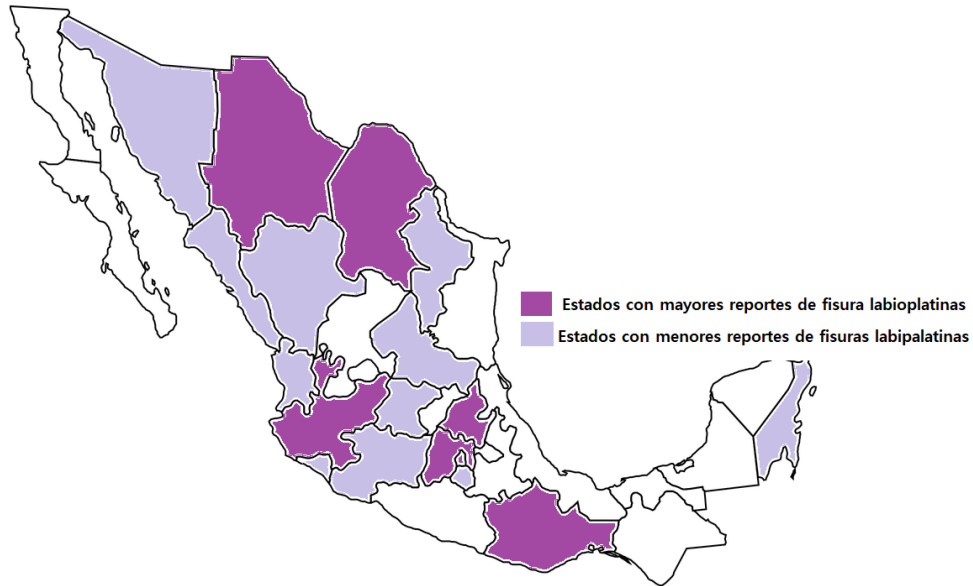 Estados con mayores reportes de fisura labioplatinas
Estados con menores reportes de fisuras labipalatinas